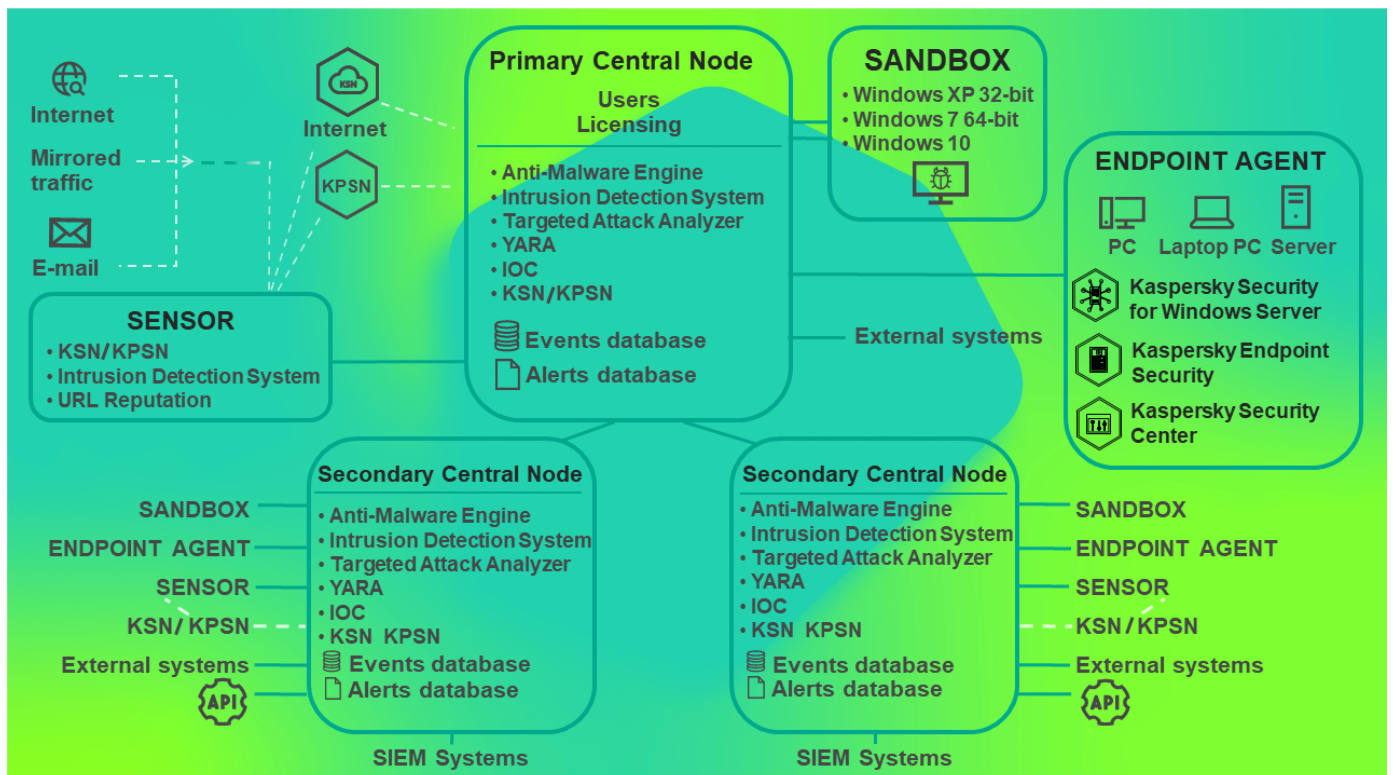 Internet
Mirrored
traffic
E-mail
KSN
Internet
KPSN
Primary Central Node
Users
Licensing
• Anti-Malware Engine
• Intrusion Detection System
• Targeted Attack Analyzer
• YARA
• IOC
• KSN/KPSN
Events database
Alerts database
SANDBOX
• Windows XP 32-bit
• Windows 7 64-bit
• Windows 10
ENDPOINT AGENT
PC Laptop PC Server
Kaspersky Security
for Windows Server
Kaspersky Endpoint
Security
Kaspersky Security
Center
External systems
SENSOR
• KSN/KPSN
• Intrusion Detection System
• URL Reputation
SANDBOX
ENDPOINT AGENT
SENSOR
KSN/KPSN
External systems
API
Secondary Central Node
• Anti-Malware Engine
• Intrusion Detection System
• Targeted Attack Analyzer
• YARA
• IOC
• KSN KPSN
Events database
Alerts database
SIEM Systems
Secondary Central Node
• Anti-Malware Engine
• Intrusion Detection System
• Targeted Attack Analyzer
• YARA
• IOC
• KSN KPSN
Events database
Alerts database
SIEM Systems
SANDBOX
ENDPOINT AGENT
SENSOR
KSN/KPSN
External systems
API